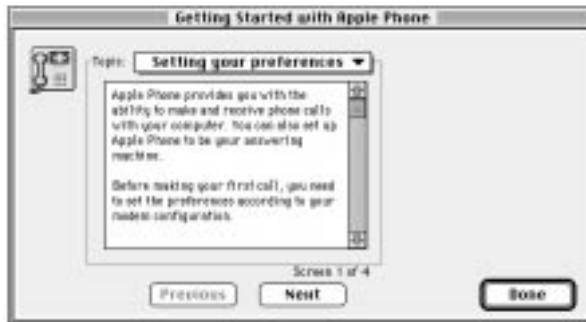 Getting Started with Apple Phone
Topic: Setting your preferences
Apple Phone provides you with the
ability to make and receive phone calls
with your computer. You can also set up
Apple Phone to be your answering
machine.
Before making your first call, you need
to set the preferences according to your
modem configuration.
Screen 1 of 4
Previous Next Done